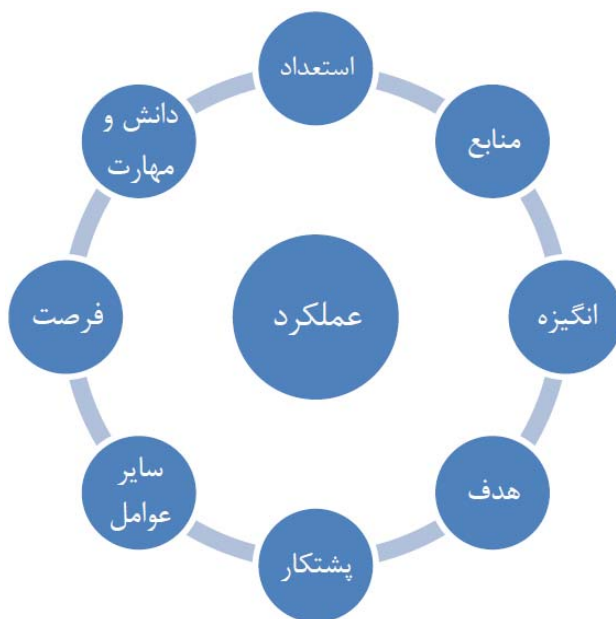 استعداد
منابع
انگیزه
هدف
پشتکار
سایر
عوامل
فرصت
دانش و
مهارت
عملکرد